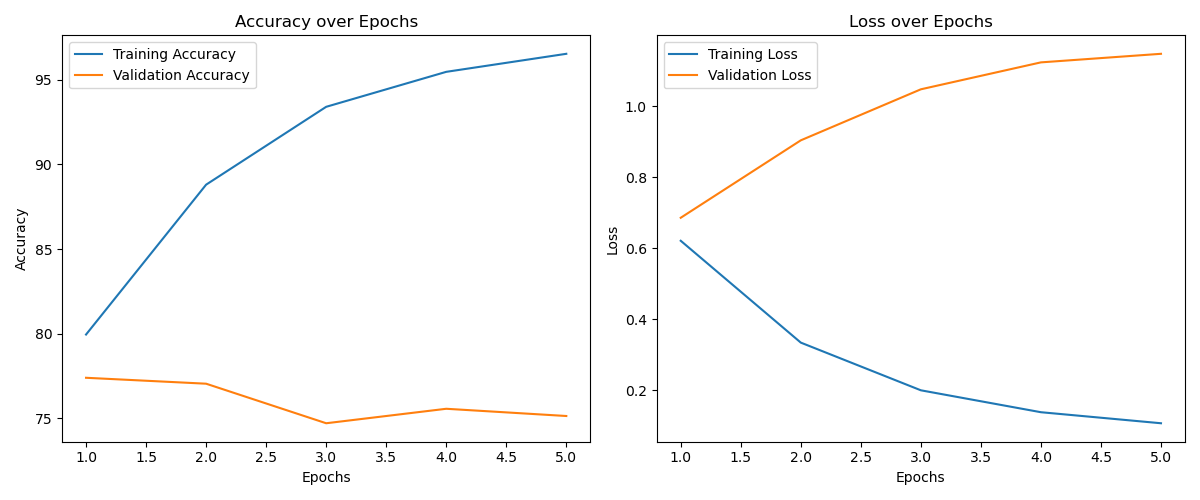 Accuracy over Epochs
Training Accuracy
Validation Accuracy
Accuracy
95
90
85
80
75
1.0 1.5 2.0 2.5 3.0 3.5 4.0 4.5 5.0
Epochs
Loss over Epochs
Training Loss
Validation Loss
Loss
1.0
0.8
0.6
0.4
0.2
1.0 1.5 2.0 2.5 3.0 3.5 4.0 4.5 5.0
Epochs